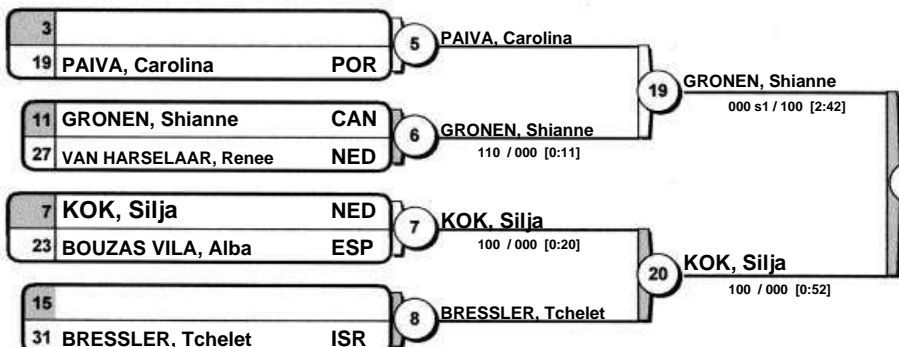 3
19 PAIVA, Carolina POR
5
PAIVA, Carolina
11 GRONEN, Shianne CAN
27 VAN HARSELAAR, Renee NED
6
GRONEN, Shianne
110 / 000 [0:11]
19
GRONEN, Shianne
000 s1 / 100 [2:42]
7 KOK, Silja NED
23 BOUZAS VILA, Alba ESP
7
KOK, Silja
100 / 000 [0:20]
15
31 BRESSLER, Tchelet ISR
8
BRESSLER, Tchelet
20
KOK, Silja
100 / 000 [0:52]